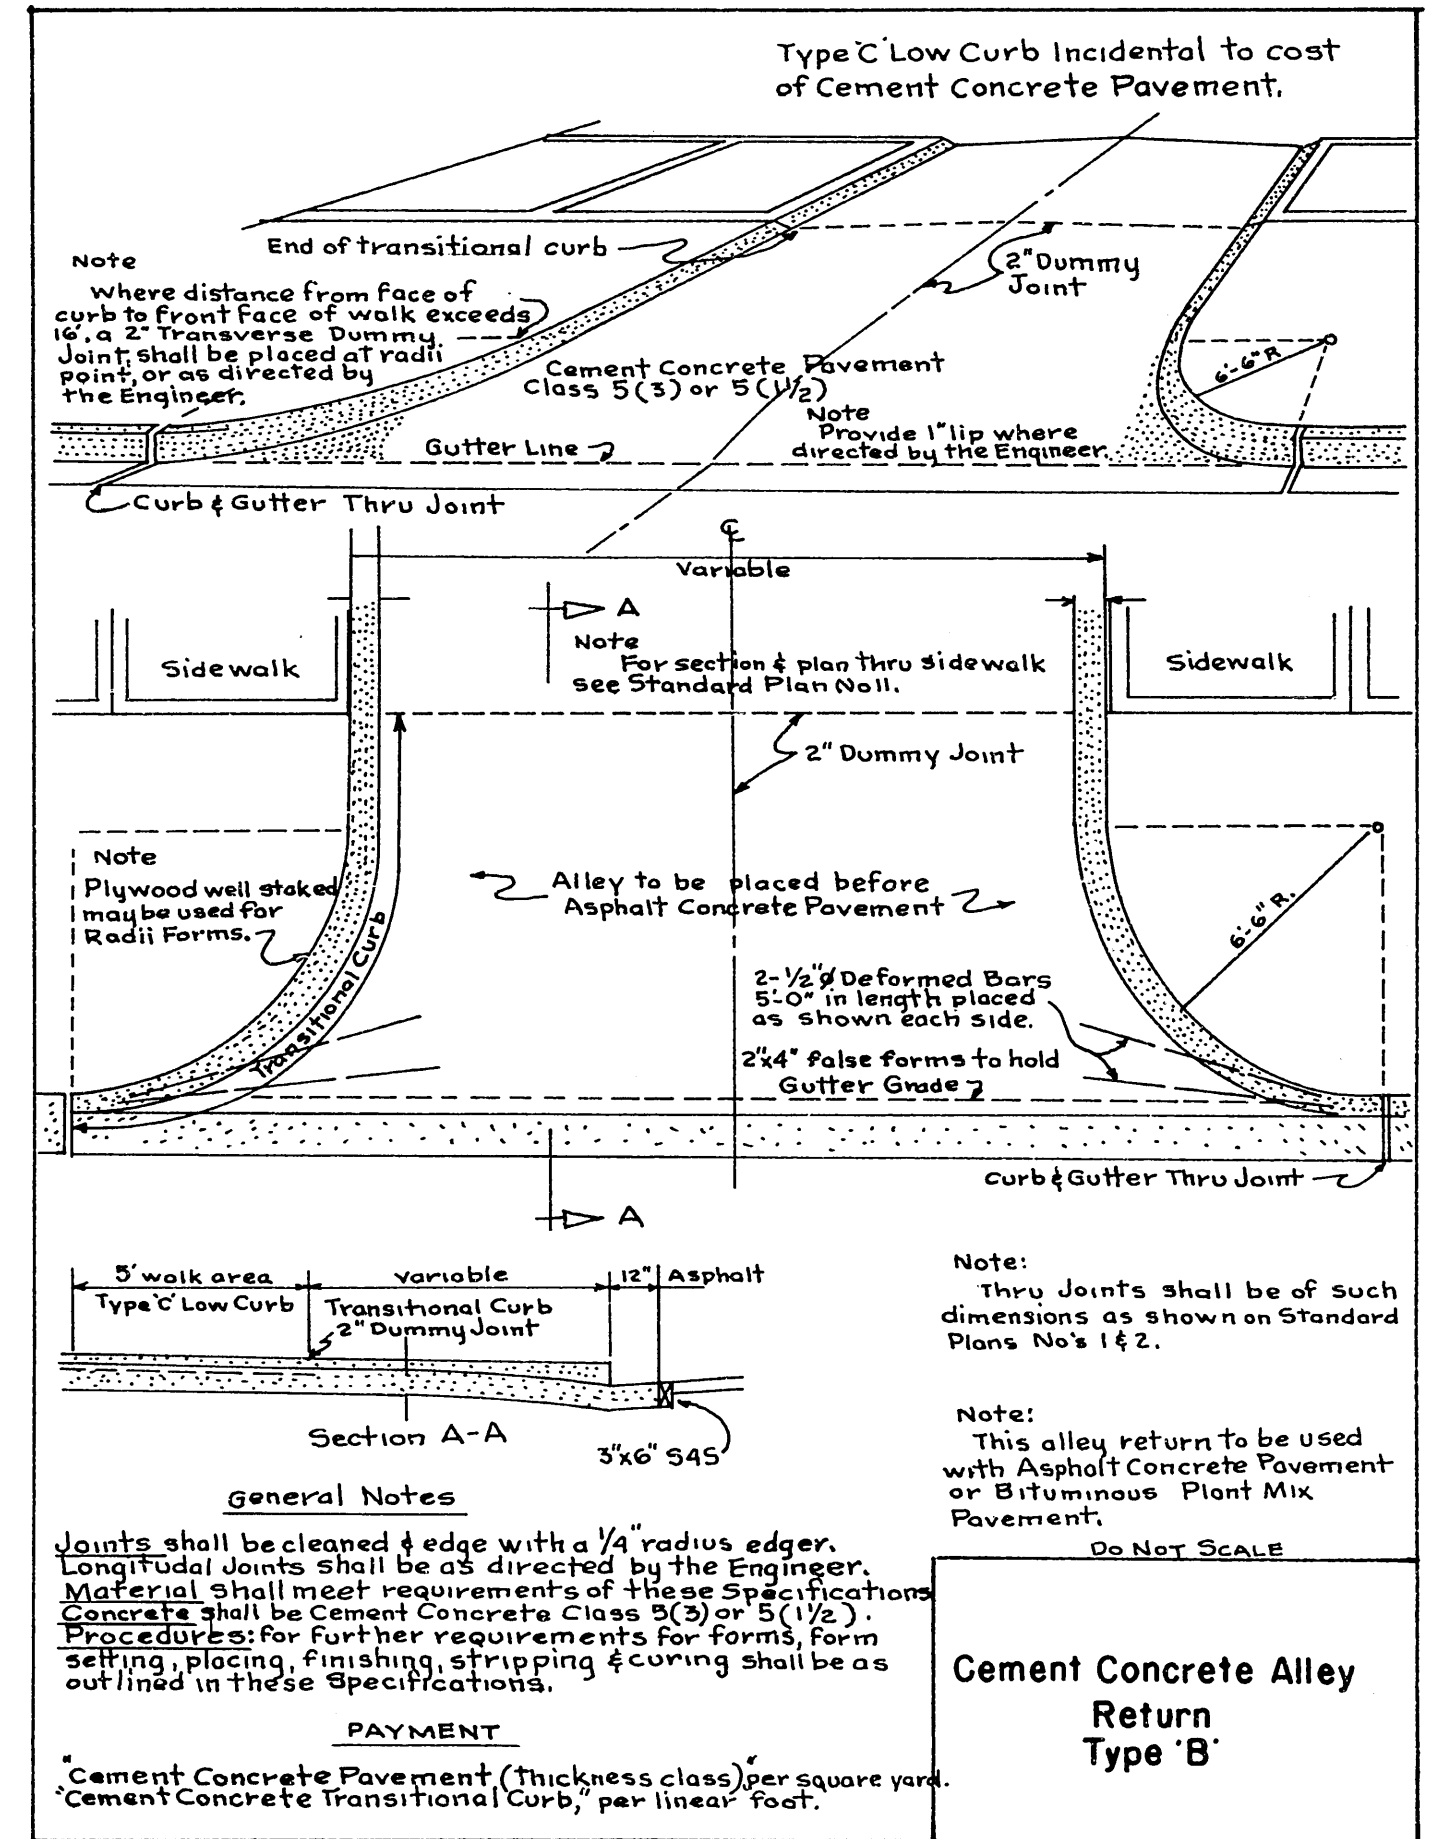 Type 'C' Low Curb Incidental to cost
of Cement Concrete Pavement.
End of transitional curb
2" Dummy
Joint
Note
Where distance from face of
curb to front face of walk exceeds
16', a 2" Transverse Dummy
Joint, shall be placed at radii
point, or as directed by
the Engineer.
Cement Concrete Pavement
Class 5(3) or 5(1½)
6'-6" R
Note
Provide 1" lip where
directed by the Engineer.
Gutter Line
Curb & Gutter Thru Joint
℄
Variable
A
Note
For section & plan thru sidewalk
see Standard Plan No 11.
Sidewalk
Sidewalk
2" Dummy Joint
Note
Plywood well staked
may be used for
Radii Forms.
Transitional Curb
Alley to be placed before
Asphalt Concrete Pavement
6'-6" R.
2-½"ø Deformed Bars
5'-0" in length placed
as shown each side.
2"x4" false forms to hold
Gutter Grade
Curb & Gutter Thru Joint
A
5' walk area
variable
12"
Asphalt
Type 'C' Low Curb
Transitional Curb
2" Dummy Joint
Section A-A
3"x6" S4S
Note:
Thru Joints shall be of such
dimensions as shown on Standard
Plans No's 1 & 2.
Note:
This alley return to be used
with Asphalt Concrete Pavement
or Bituminous Plant Mix
Pavement.
Do Not Scale
General Notes
Joints shall be cleaned & edge with a 1/4" radius edger.
Longitudal Joints shall be as directed by the Engineer.
Material shall meet requirements of these Specifications
Concrete shall be Cement Concrete Class 5(3) or 5(1½).
Procedures: for further requirements for forms, form
setting, placing, finishing, stripping & curing shall be as
outlined in these Specifications.
PAYMENT
"Cement Concrete Pavement (thickness class)," per square yard.
"Cement Concrete Transitional Curb," per linear foot.
Cement Concrete Alley
Return
Type 'B'